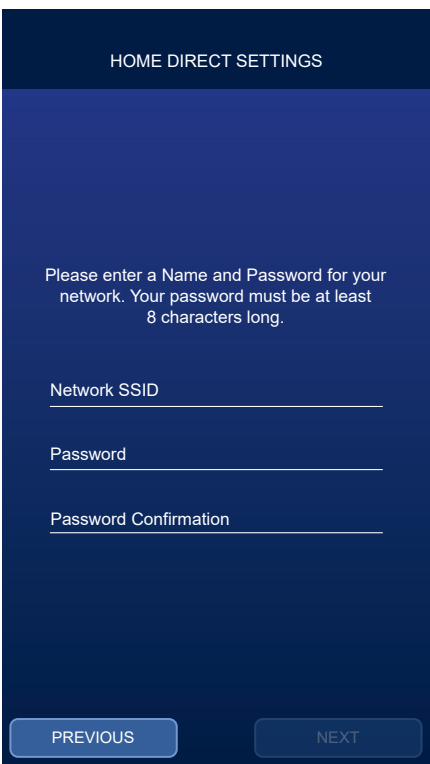 HOME DIRECT SETTINGS
Please enter a Name and Password for your
network. Your password must be at least
8 characters long.
Network SSID
Password
Password Confirmation
PREVIOUS
NEXT